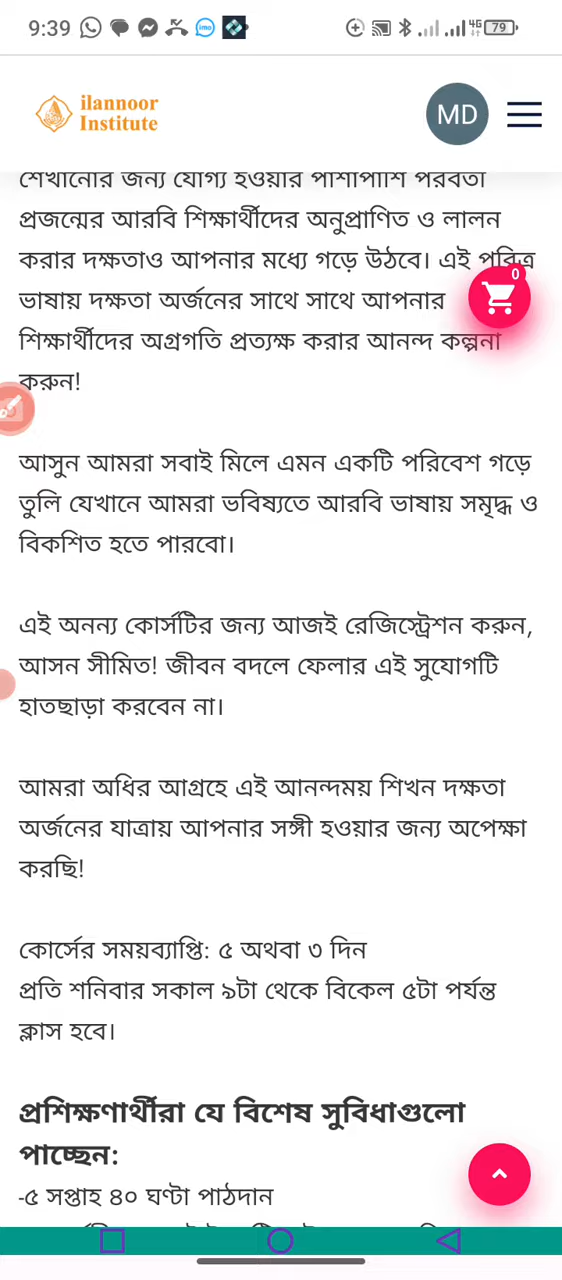 9:39
imo
4G
79
ilannoor
Institute
MD
শেখানোর জন্য যোগ্য হওয়ার পাশাপাশি পরবর্তী
প্রজন্মের আরবি শিক্ষার্থীদের অনুপ্রাণিত ও লালন
করার দক্ষতাও আপনার মধ্যে গড়ে উঠবে। এই পবিত্র
0
ভাষায় দক্ষতা অর্জনের সাথে সাথে আপনার
শিক্ষার্থীদের অগ্রগতি প্রত্যক্ষ করার আনন্দ কল্পনা
করুন!
আসুন আমরা সবাই মিলে এমন একটি পরিবেশ গড়ে
তুলি যেখানে আমরা ভবিষ্যতে আরবি ভাষায় সমৃদ্ধ ও
বিকশিত হতে পারবো।
এই অনন্য কোর্সটির জন্য আজই রেজিস্ট্রেশন করুন,
আসন সীমিত! জীবন বদলে ফেলার এই সুযোগটি
হাতছাড়া করবেন না।
আমরা অধির আগ্রহে এই আনন্দময় শিখন দক্ষতা
অর্জনের যাত্রায় আপনার সঙ্গী হওয়ার জন্য অপেক্ষা
করছি!
কোর্সের সময়ব্যাপ্তি: ৫ অথবা ৩ দিন
প্রতি শনিবার সকাল ৯টা থেকে বিকেল ৫টা পর্যন্ত
ক্লাস হবে।
প্রশিক্ষণার্থীরা যে বিশেষ সুবিধাগুলো
পাচ্ছেন:
-৫ সপ্তাহ ৪০ ঘণ্টা পাঠদান